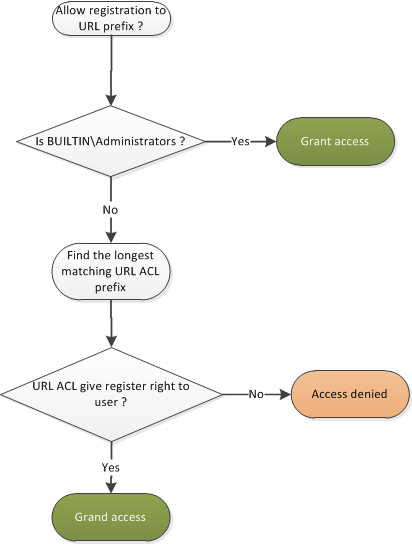 Allow registration to
URL prefix ?
Is BUILTIN\Administrators ?
Yes
Grant access
No
Find the longest
matching URL ACL
prefix
URL ACL give register right to
user ?
No
Access denied
Yes
Grand access